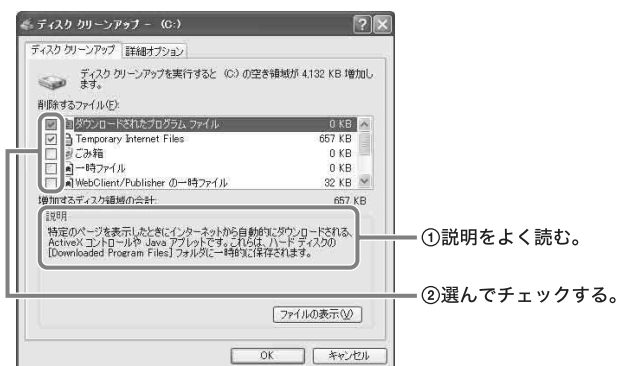 ディスク クリーンアップ - (C:)
ディスク クリーンアップ 詳細オプション
ディスク クリーンアップを実行すると (C:) の空き領域が 4,132 KB 増加し
ます。
削除するファイル(F):
ダウンロードされたプログラム ファイル 0 KB
Temporary Internet Files 657 KB
ごみ箱 0 KB
一時ファイル 0 KB
WebClient/Publisher の一時ファイル 32 KB
増加するディスク領域の合計: 657 KB
説明
特定のページを表示したときにインターネットから自動的にダウンロードされる、
ActiveX コントロールや Java アプレットです。これらは、ハード ディスクの
[Downloaded Program Files] フォルダに一時的に保存されます。
①説明をよく読む。
②選んでチェックする。
ファイルの表示(V)
OK キャンセル